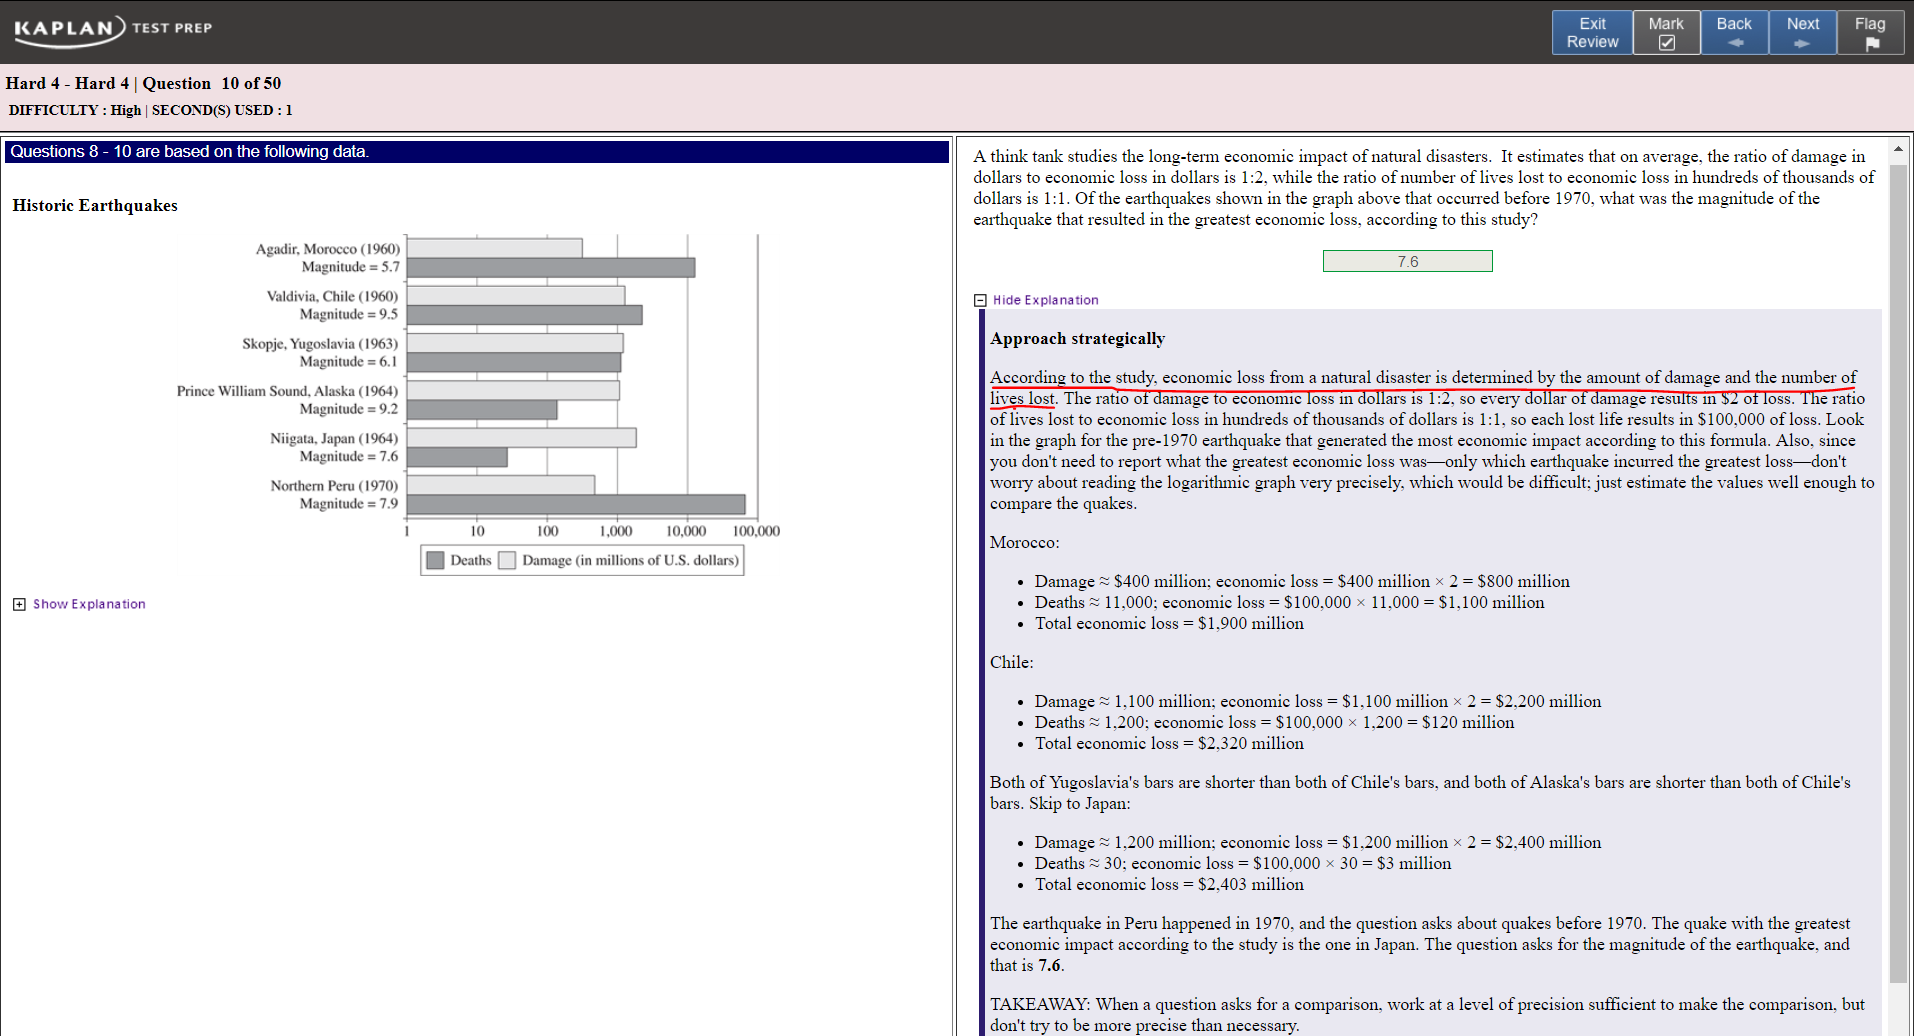 KAPLAN TEST PREP
Exit Review
Mark
Back
Next
Flag
Hard 4 - Hard 4 | Question 10 of 50
DIFFICULTY : High | SECOND(S) USED : 1
Questions 8 - 10 are based on the following data.
Historic Earthquakes
Agadir, Morocco (1960)
Magnitude = 5.7
Valdivia, Chile (1960)
Magnitude = 9.5
Skopje, Yugoslavia (1963)
Magnitude = 6.1
Prince William Sound, Alaska (1964)
Magnitude = 9.2
Niigata, Japan (1964)
Magnitude = 7.6
Northern Peru (1970)
Magnitude = 7.9
1 10 100 1,000 10,000 100,000
Deaths Damage (in millions of U.S. dollars)
Show Explanation
A think tank studies the long-term economic impact of natural disasters. It estimates that on average, the ratio of damage in
dollars to economic loss in dollars is 1:2, while the ratio of number of lives lost to economic loss in hundreds of thousands of
dollars is 1:1. Of the earthquakes shown in the graph above that occurred before 1970, what was the magnitude of the
earthquake that resulted in the greatest economic loss, according to this study?
7.6
Hide Explanation
Approach strategically
According to the study, economic loss from a natural disaster is determined by the amount of damage and the number of
lives lost. The ratio of damage to economic loss in dollars is 1:2, so every dollar of damage results in $2 of loss. The ratio
of lives lost to economic loss in hundreds of thousands of dollars is 1:1, so each lost life results in $100,000 of loss. Look
in the graph for the pre-1970 earthquake that generated the most economic impact according to this formula. Also, since
you don't need to report what the greatest economic loss was—only which earthquake incurred the greatest loss—don't
worry about reading the logarithmic graph very precisely, which would be difficult; just estimate the values well enough to
compare the quakes.
Morocco:
• Damage ≈ $400 million; economic loss = $400 million × 2 = $800 million
• Deaths ≈ 11,000; economic loss = $100,000 × 11,000 = $1,100 million
• Total economic loss = $1,900 million
Chile:
• Damage ≈ 1,100 million; economic loss = $1,100 million × 2 = $2,200 million
• Deaths ≈ 1,200; economic loss = $100,000 × 1,200 = $120 million
• Total economic loss = $2,320 million
Both of Yugoslavia's bars are shorter than both of Chile's bars, and both of Alaska's bars are shorter than both of Chile's
bars. Skip to Japan:
• Damage ≈ 1,200 million; economic loss = $1,200 million × 2 = $2,400 million
• Deaths ≈ 30; economic loss = $100,000 × 30 = $3 million
• Total economic loss = $2,403 million
The earthquake in Peru happened in 1970, and the question asks about quakes before 1970. The quake with the greatest
economic impact according to the study is the one in Japan. The question asks for the magnitude of the earthquake, and
that is 7.6.
TAKEAWAY: When a question asks for a comparison, work at a level of precision sufficient to make the comparison, but
don't try to be more precise than necessary.